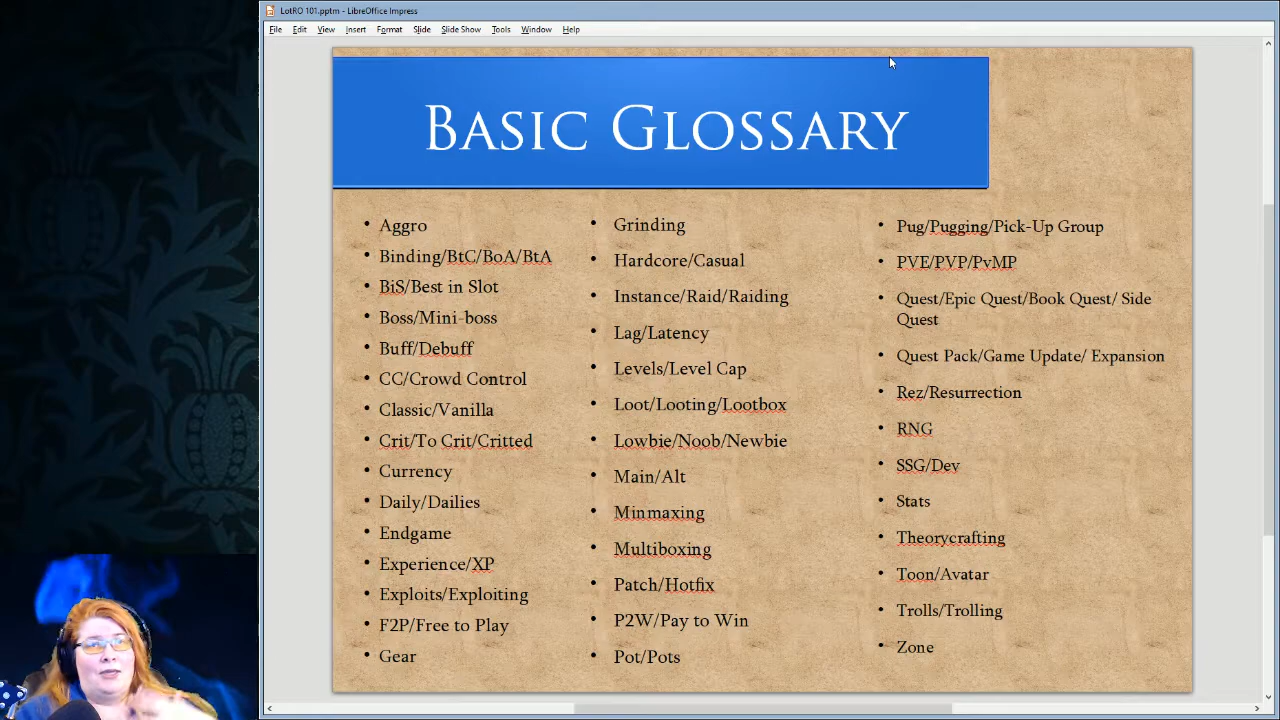 LotRO 101.pptm - LibreOffice Impress
File Edit View Insert Format Slide Slide Show Tools Window Help
Basic Glossary
• Aggro
• Binding/BtC/BoA/BtA
• BiS/Best in Slot
• Boss/Mini-boss
• Buff/Debuff
• CC/Crowd Control
• Classic/Vanilla
• Crit/To Crit/Critted
• Currency
• Daily/Dailies
• Endgame
• Experience/XP
• Exploits/Exploiting
• F2P/Free to Play
• Gear
• Grinding
• Hardcore/Casual
• Instance/Raid/Raiding
• Lag/Latency
• Levels/Level Cap
• Loot/Looting/Lootbox
• Lowbie/Noob/Newbie
• Main/Alt
• Minmaxing
• Multiboxing
• Patch/Hotfix
• P2W/Pay to Win
• Pot/Pots
• Pug/Pugging/Pick-Up Group
• PVE/PVP/PvMP
• Quest/Epic Quest/Book Quest/ Side
Quest
• Quest Pack/Game Update/ Expansion
• Rez/Resurrection
• RNG
• SSG/Dev
• Stats
• Theorycrafting
• Toon/Avatar
• Trolls/Trolling
• Zone